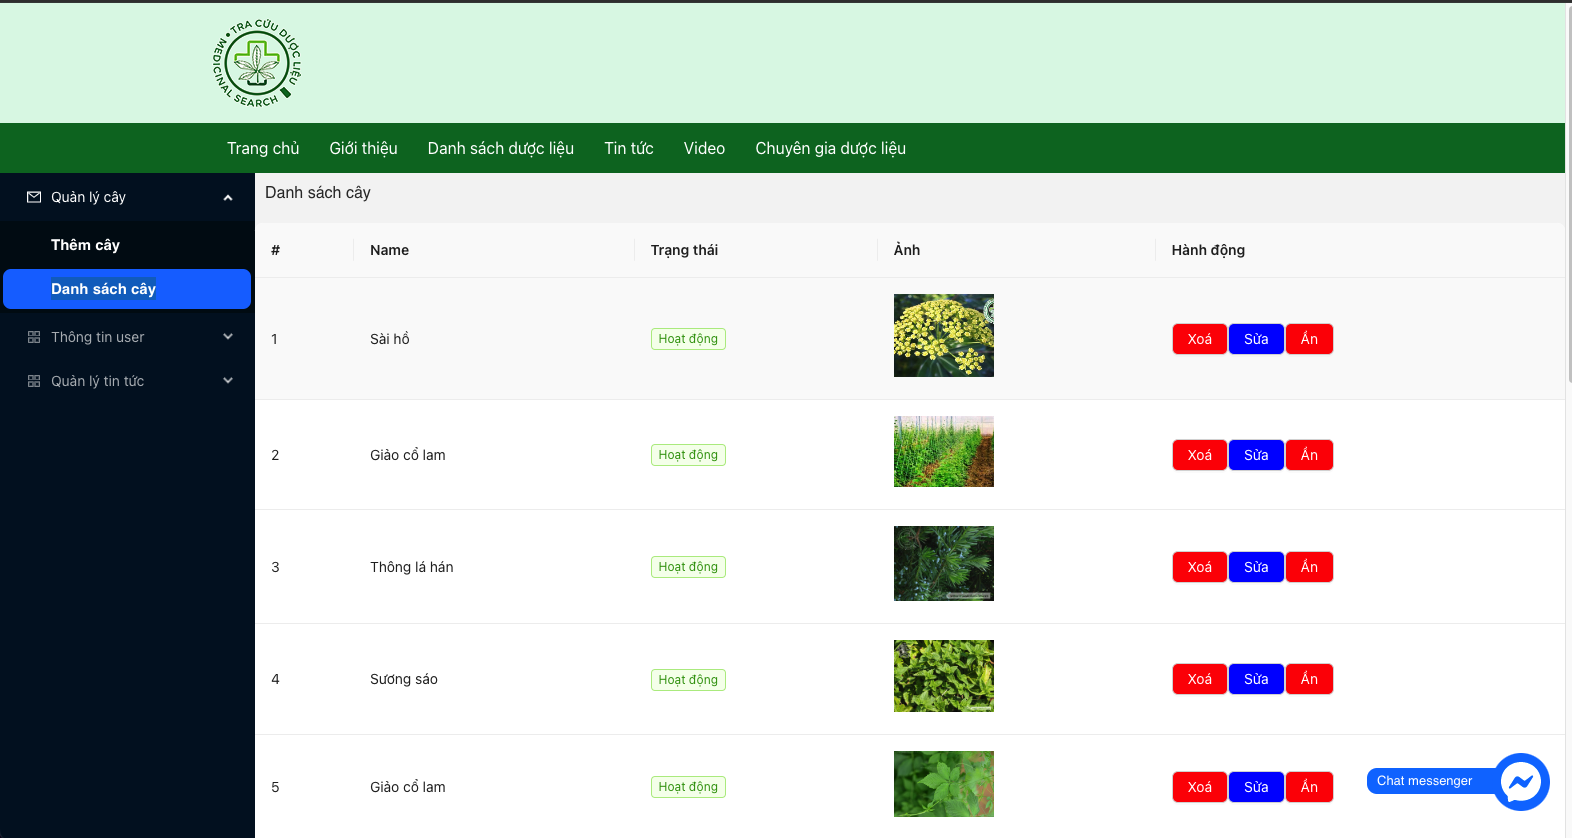 TRA CỨU DƯỢC LIỆU
MEDICINAL SEARCH
Trang chủ
Giới thiệu
Danh sách dược liệu
Tin tức
Video
Chuyên gia dược liệu
Quản lý cây
Thêm cây
Danh sách cây
Thông tin user
Quản lý tin tức
Danh sách cây
# Name Trạng thái Ảnh Hành động
1 Sài hồ Hoạt động Xoá Sửa Ẩn
2 Giảo cổ lam Hoạt động Xoá Sửa Ẩn
3 Thông lá hán Hoạt động Xoá Sửa Ẩn
4 Sương sáo Hoạt động Xoá Sửa Ẩn
5 Giảo cổ lam Hoạt động Xoá Sửa Ẩn
Chat messenger